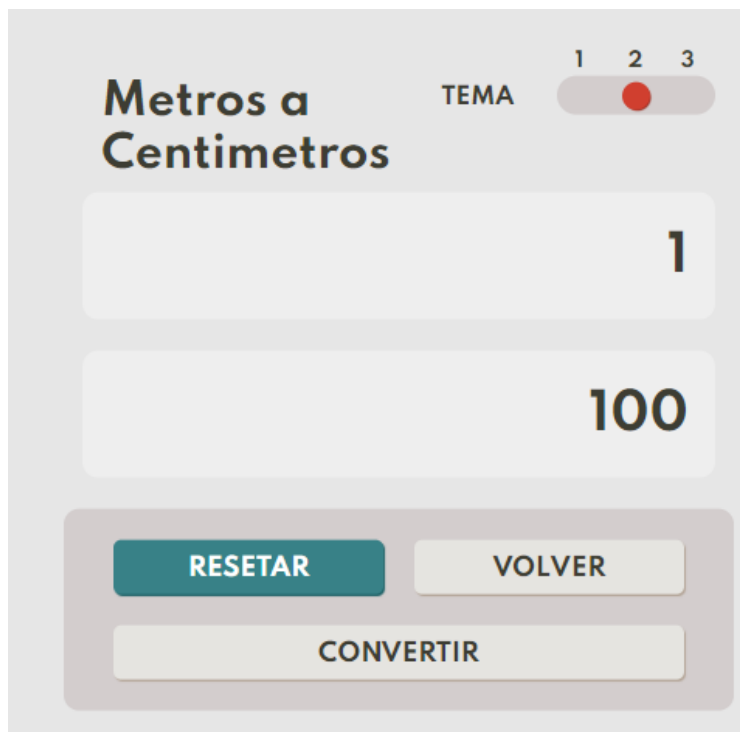 Metros a
Centimetros
TEMA
1 2 3
1
100
RESETAR
VOLVER
CONVERTIR